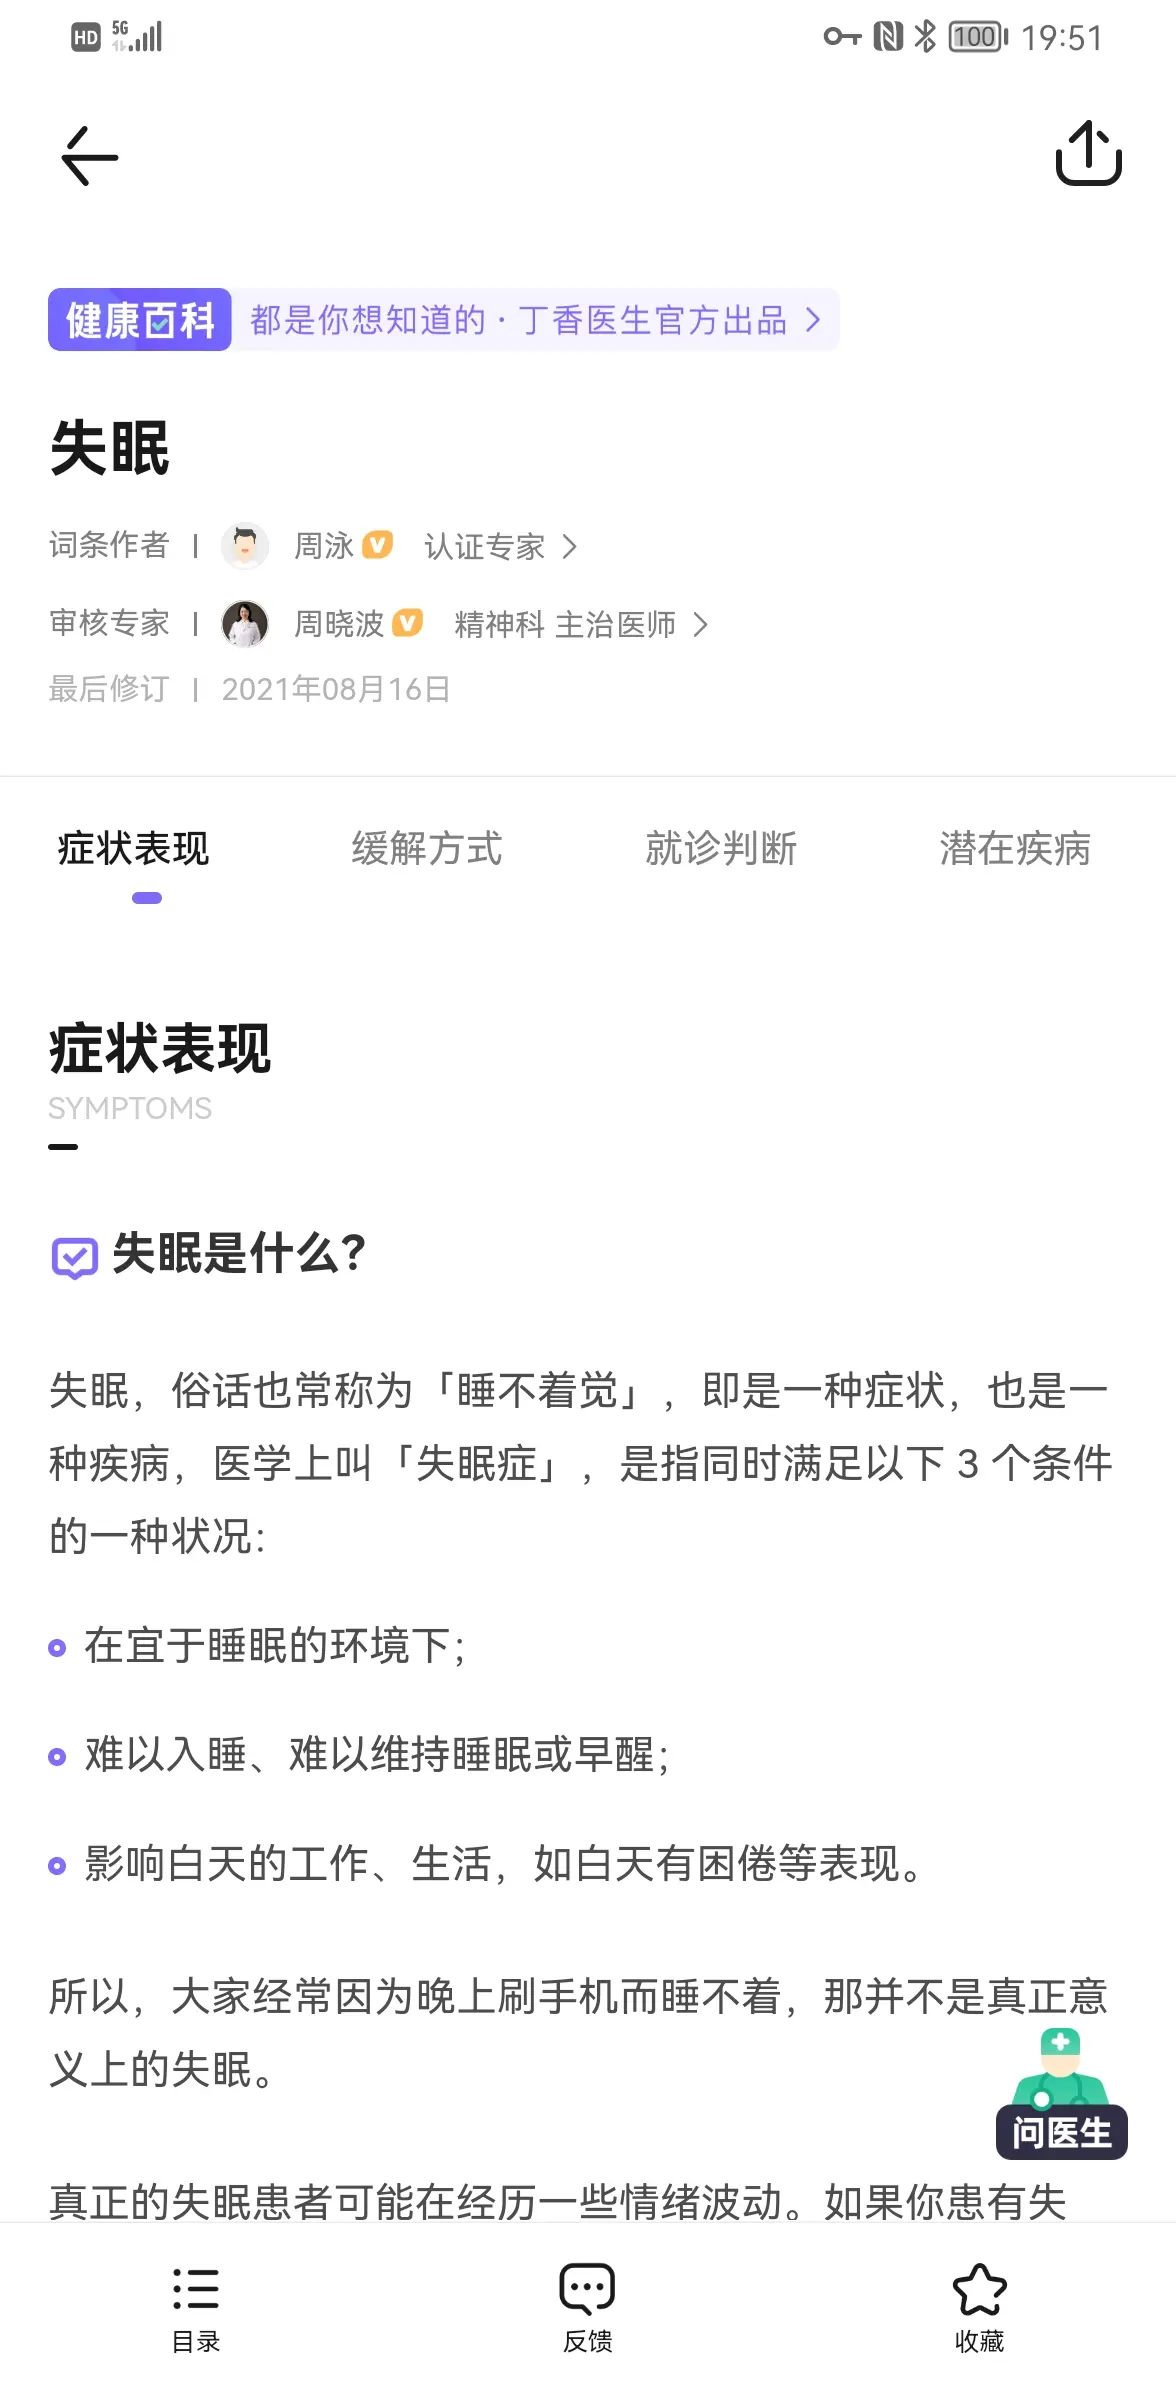 HD 5G 100 19:51
健康百科 都是你想知道的·丁香医生官方出品
失眠
词条作者 | 周泳 V 认证专家
审核专家 | 周晓波 V 精神科 主治医师
最后修订 | 2021年08月16日
症状表现 缓解方式 就诊判断 潜在疾病
症状表现
SYMPTOMS
失眠是什么？
失眠，俗话也常称为「睡不着觉」，即是一种症状，也是一
种疾病，医学上叫「失眠症」，是指同时满足以下 3 个条件
的一种状况：
在宜于睡眠的环境下；
难以入睡、难以维持睡眠或早醒；
影响白天的工作、生活，如白天有困倦等表现。
所以，大家经常因为晚上刷手机而睡不着，那并不是真正意
义上的失眠。
问医生
真正的失眠患者可能在经历一些情绪波动。如果你患有失
目录 反馈 收藏